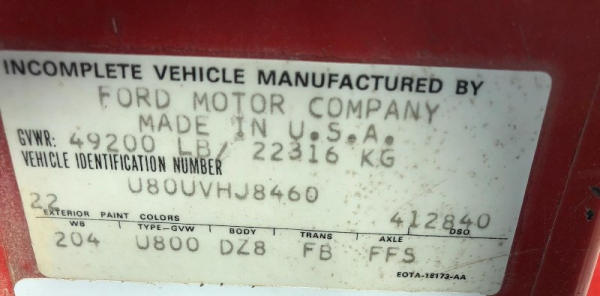 INCOMPLETE VEHICLE MANUFACTURED BY
FORD MOTOR COMPANY
MADE IN U.S.A.
GVWR: 49200 LB/ 22316 KG
VEHICLE IDENTIFICATION NUMBER
U80UVHJ8460
22 412840
EXTERIOR PAINT COLORS DSO
WB TYPE-GVW BODY TRANS AXLE
204 U800 DZ8 FB FFS
EOTA-18173-AA